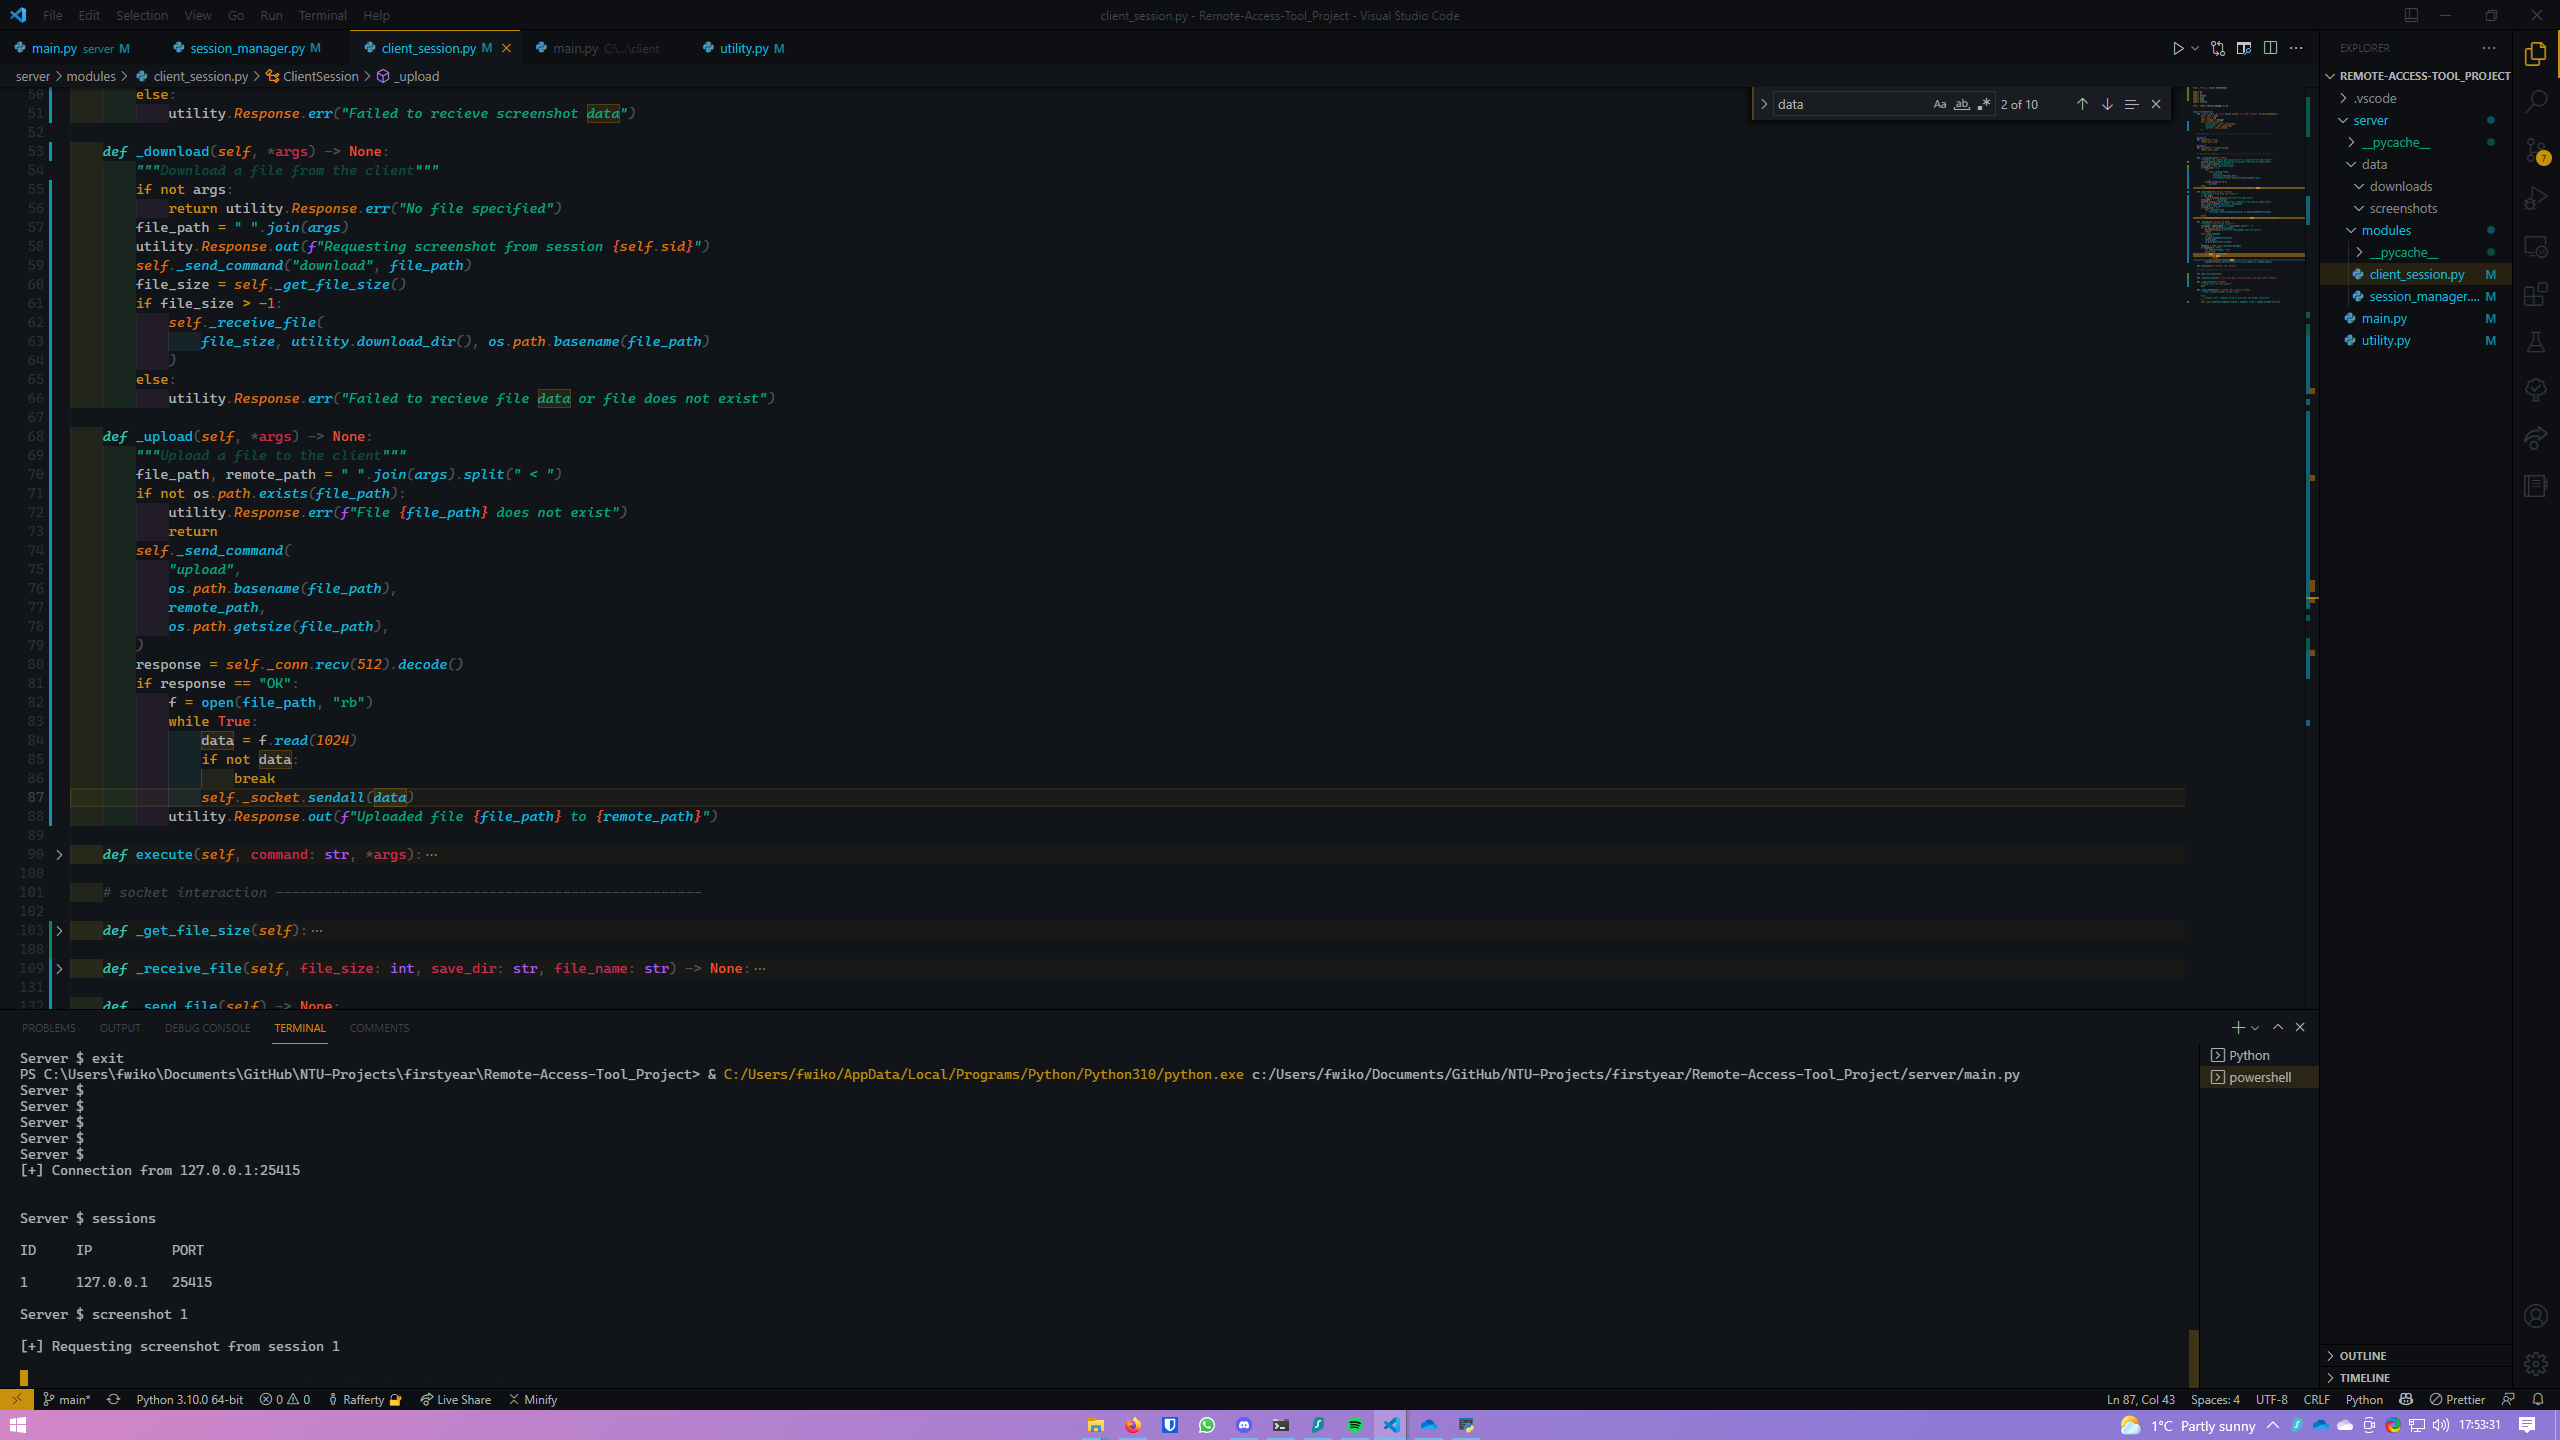 File Edit Selection View Go Run Terminal Help
client_session.py - Remote-Access-Tool_Project - Visual Studio Code
main.py server M
session_manager.py M
client_session.py M
main.py C:\...\client
utility.py M
server > modules > client_session.py > ClientSession > _upload
data
Aa ab .* 2 of 10
50 else:
51 utility.Response.err("Failed to recieve screenshot data")
52
53 def _download(self, *args) -> None:
54 """Download a file from the client"""
55 if not args:
56 return utility.Response.err("No file specified")
57 file_path = " ".join(args)
58 utility.Response.out(f"Requesting screenshot from session {self.sid}")
59 self._send_command("download", file_path)
60 file_size = self._get_file_size()
61 if file_size > -1:
62 self._receive_file(
63 file_size, utility.download_dir(), os.path.basename(file_path)
64 )
65 else:
66 utility.Response.err("Failed to recieve file data or file does not exist")
67
68 def _upload(self, *args) -> None:
69 """Upload a file to the client"""
70 file_path, remote_path = " ".join(args).split(" < ")
71 if not os.path.exists(file_path):
72 utility.Response.err(f"File {file_path} does not exist")
73 return
74 self._send_command(
75 "upload",
76 os.path.basename(file_path),
77 remote_path,
78 os.path.getsize(file_path),
79 )
80 response = self._conn.recv(512).decode()
81 if response == "OK":
82 f = open(file_path, "rb")
83 while True:
84 data = f.read(1024)
85 if not data:
86 break
87 self._socket.sendall(data)
88 utility.Response.out(f"Uploaded file {file_path} to {remote_path}")
89
90 def execute(self, command: str, *args):···
100
101 # socket interaction ----------------------------------------------------
102
103 def _get_file_size(self):···
108
109 def _receive_file(self, file_size: int, save_dir: str, file_name: str) -> None:···
131
132 def _send_file(self) -> None:
EXPLORER
REMOTE-ACCESS-TOOL_PROJECT
.vscode
server
__pycache__
data
downloads
screenshots
modules
__pycache__
client_session.py M
session_manager.... M
main.py M
utility.py M
OUTLINE
TIMELINE
7
PROBLEMS OUTPUT DEBUG CONSOLE TERMINAL COMMENTS
Server $ exit
PS C:\Users\fwiko\Documents\GitHub\NTU-Projects\firstyear\Remote-Access-Tool_Project> & C:/Users/fwiko/AppData/Local/Programs/Python/Python310/python.exe c:/Users/fwiko/Documents/GitHub/NTU-Projects/firstyear/Remote-Access-Tool_Project/server/main.py
Server $
Server $
Server $
Server $
Server $
[+] Connection from 127.0.0.1:25415
Server $ sessions
ID IP PORT
1 127.0.0.1 25415
Server $ screenshot 1
[+] Requesting screenshot from session 1
Python
powershell
main* Python 3.10.0 64-bit 0 0 Rafferty Live Share Minify
Ln 87, Col 43 Spaces: 4 UTF-8 CRLF Python Prettier
1°C Partly sunny 17:53:31